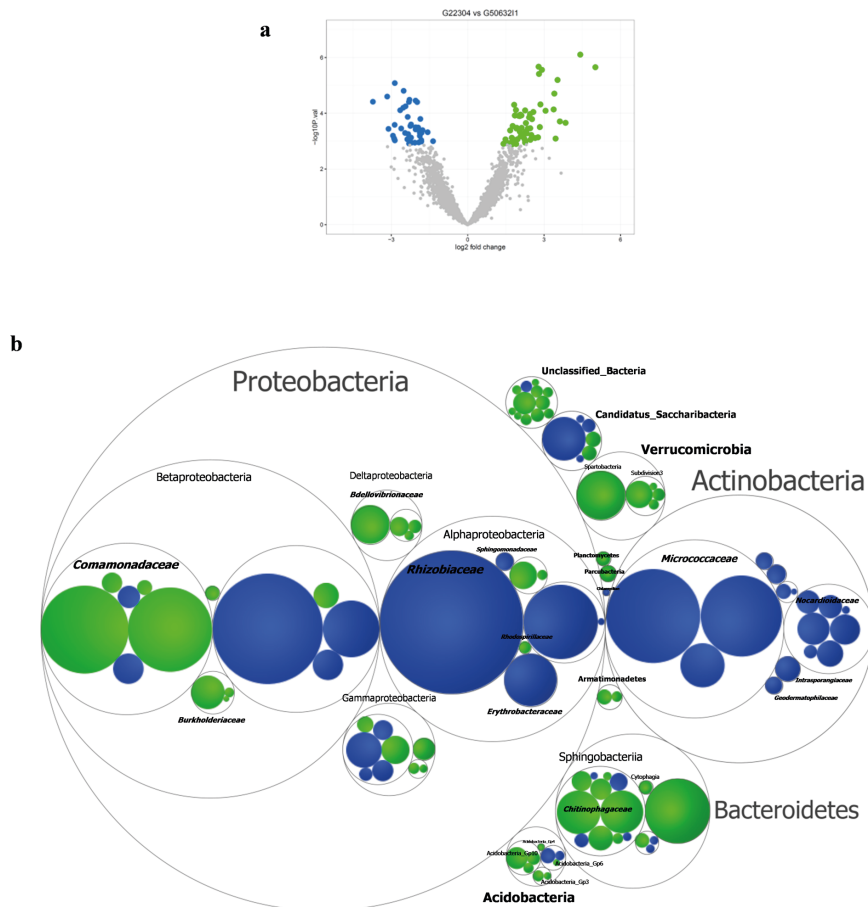 a
G22304 vs G50632I1
−log10P.val
6
4
2
0
−3
0
3
6
log2 fold change
b
Proteobacteria
Unclassified_Bacteria
Candidatus_Saccharibacteria
Verrucomicrobia
Spartobacteria
Subdivision3
Actinobacteria
Betaproteobacteria
Deltaproteobacteria
Bdellovibrionaceae
Alphaproteobacteria
Sphingomonadaceae
Comamonadaceae
Rhizobiaceae
Planctomycetes
Parcubacteria
Micrococcaceae
Nocardioidaceae
Rhodospirillaceae
Burkholderiaceae
Erythrobacteraceae
Armatimonadetes
Intrasporangiaceae
Geodermatophilaceae
Gammaproteobacteria
Sphingobacteriia
Cytophagia
Chitinophagaceae
Bacteroidetes
Acidobacteria_Gp4
Acidobacteria_Gp10
Acidobacteria_Gp6
Acidobacteria_Gp3
Acidobacteria